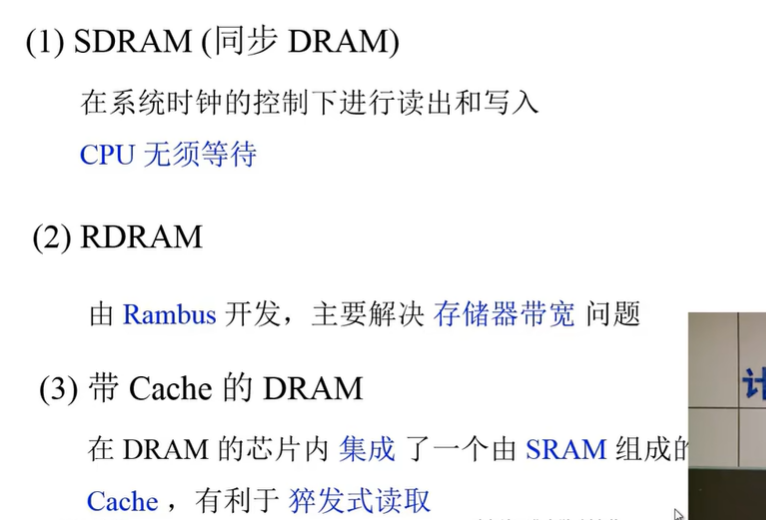 (1) SDRAM (同步 DRAM)
在系统时钟的控制下进行读出和写入
CPU 无须等待
(2) RDRAM
由 Rambus 开发，主要解决 存储器带宽 问题
(3) 带 Cache 的 DRAM
在 DRAM 的芯片内 集成 了一个由 SRAM 组成的
Cache ，有利于 猝发式读取